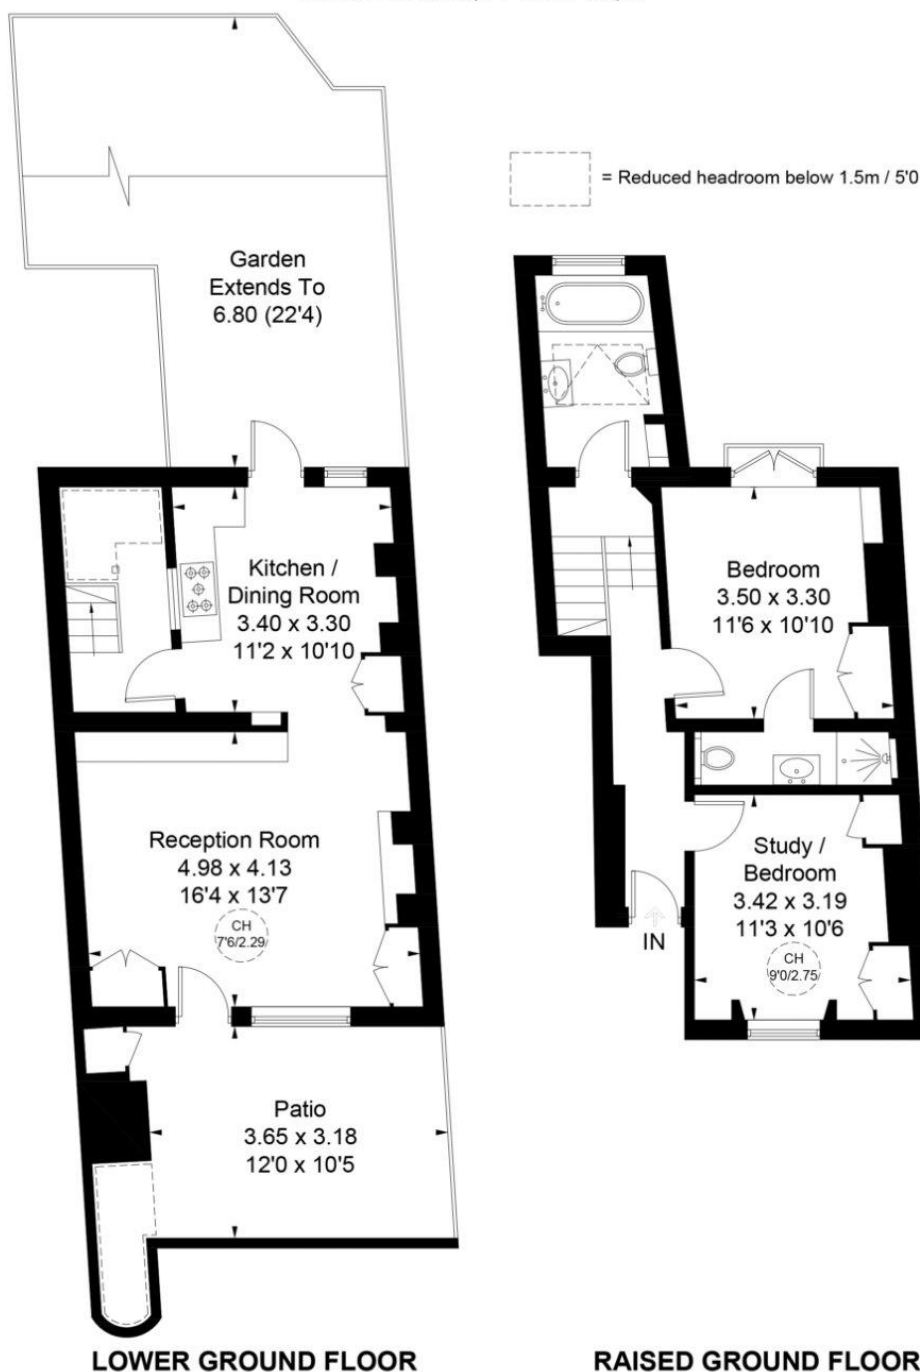 = Reduced headroom below 1.5m / 5'0
Garden
Extends To
6.80 (22'4)
Kitchen /
Dining Room
3.40 x 3.30
11'2 x 10'10
Reception Room
4.98 x 4.13
16'4 x 13'7
CH
7'6/2.29
Patio
3.65 x 3.18
12'0 x 10'5
LOWER GROUND FLOOR
Bedroom
3.50 x 3.30
11'6 x 10'10
Study /
Bedroom
3.42 x 3.19
11'3 x 10'6
CH
9'0/2.75
IN
RAISED GROUND FLOOR